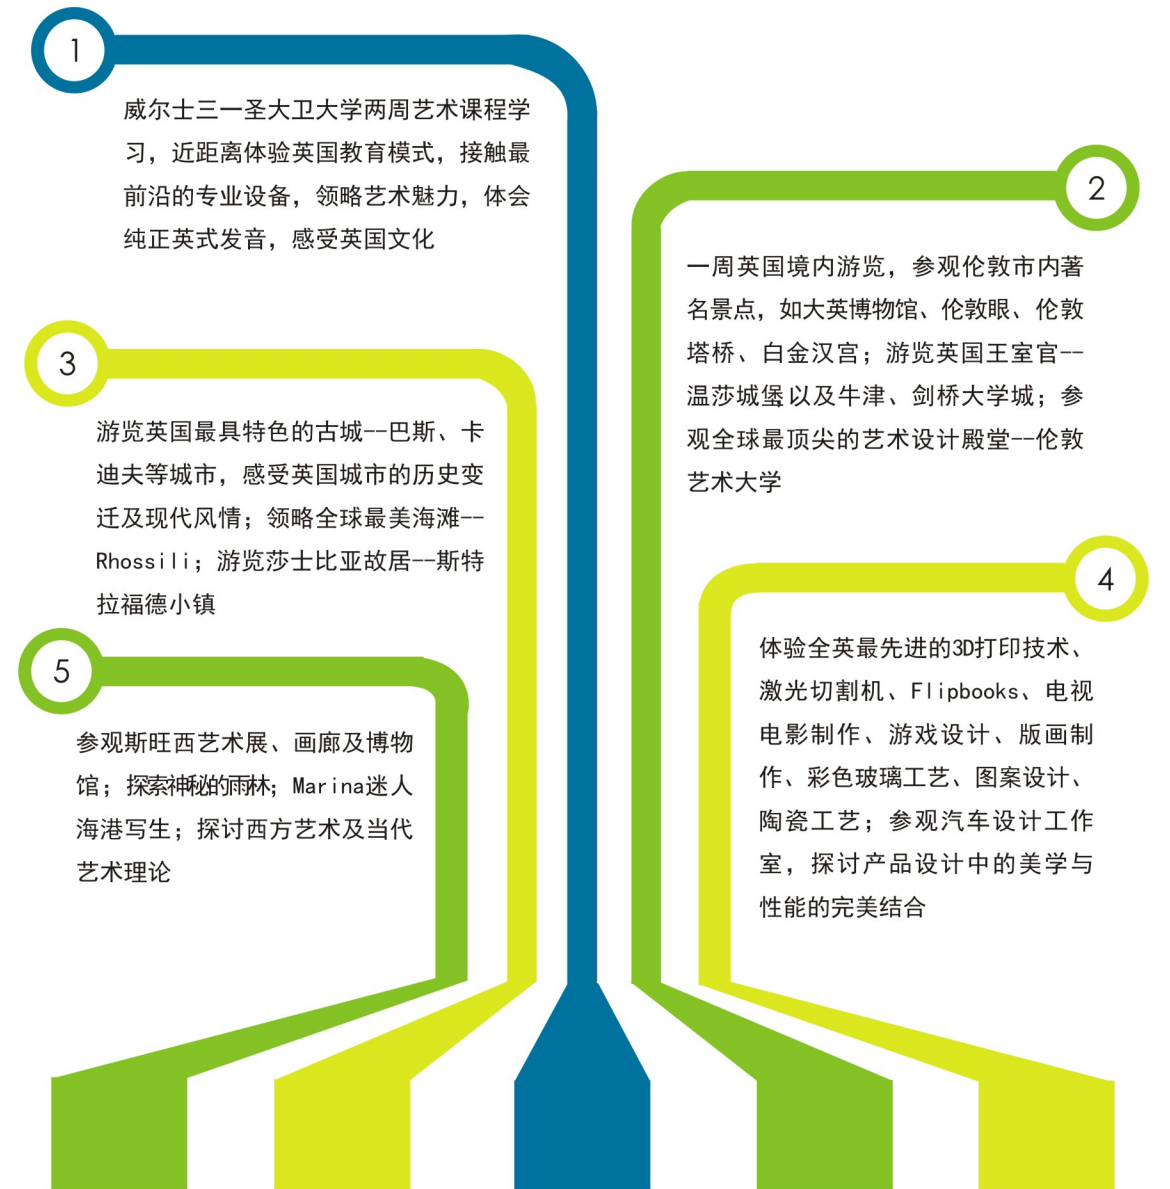 1
威尔士三一圣大卫大学两周艺术课程学
习，近距离体验英国教育模式，接触最
前沿的专业设备，领略艺术魅力，体会
纯正英式发音，感受英国文化
2
一周英国境内游览，参观伦敦市内著
名景点，如大英博物馆、伦敦眼、伦敦
塔桥、白金汉宫；游览英国王室官--
温莎城堡以及牛津、剑桥大学城；参
观全球最顶尖的艺术设计殿堂--伦敦
艺术大学
3
游览英国最具特色的古城--巴斯、卡
迪夫等城市，感受英国城市的历史变
迁及现代风情；领略全球最美海滩--
Rhossili；游览莎士比亚故居--斯特
拉福德小镇
4
体验全英最先进的3D打印技术、
激光切割机、Flipbooks、电视
电影制作、游戏设计、版画制
作、彩色玻璃工艺、图案设计、
陶瓷工艺；参观汽车设计工作
室，探讨产品设计中的美学与
性能的完美结合
5
参观斯旺西艺术展、画廊及博物
馆；探索神秘的雨林；Marina迷人
海港写生；探讨西方艺术及当代
艺术理论